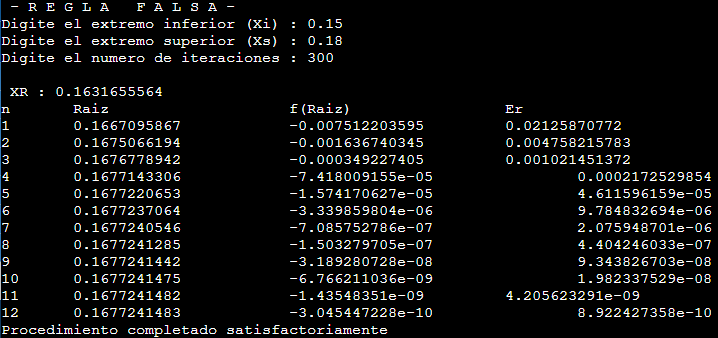 - R E G L A   F A L S A -
Digite el extremo inferior (Xi) : 0.15
Digite el extremo superior (Xs) : 0.18
Digite el numero de iteraciones : 300
XR : 0.1631655564
n Raiz f(Raiz) Er
1 0.1667095867 -0.007512203595 0.02125870772
2 0.1675066194 -0.001636740345 0.004758215783
3 0.1676778942 -0.000349227405 0.001021451372
4 0.1677143306 -7.418009155e-05 0.0002172529854
5 0.1677220653 -1.574170627e-05 4.611596159e-05
6 0.1677237064 -3.339859804e-06 9.784832694e-06
7 0.1677240546 -7.085752786e-07 2.075948701e-06
8 0.1677241285 -1.503279705e-07 4.404246033e-07
9 0.1677241442 -3.189280728e-08 9.343826703e-08
10 0.1677241475 -6.766211036e-09 1.982337529e-08
11 0.1677241482 -1.43548351e-09 4.205623291e-09
12 0.1677241483 -3.045447228e-10 8.922427358e-10
Procedimiento completado satisfactoriamente